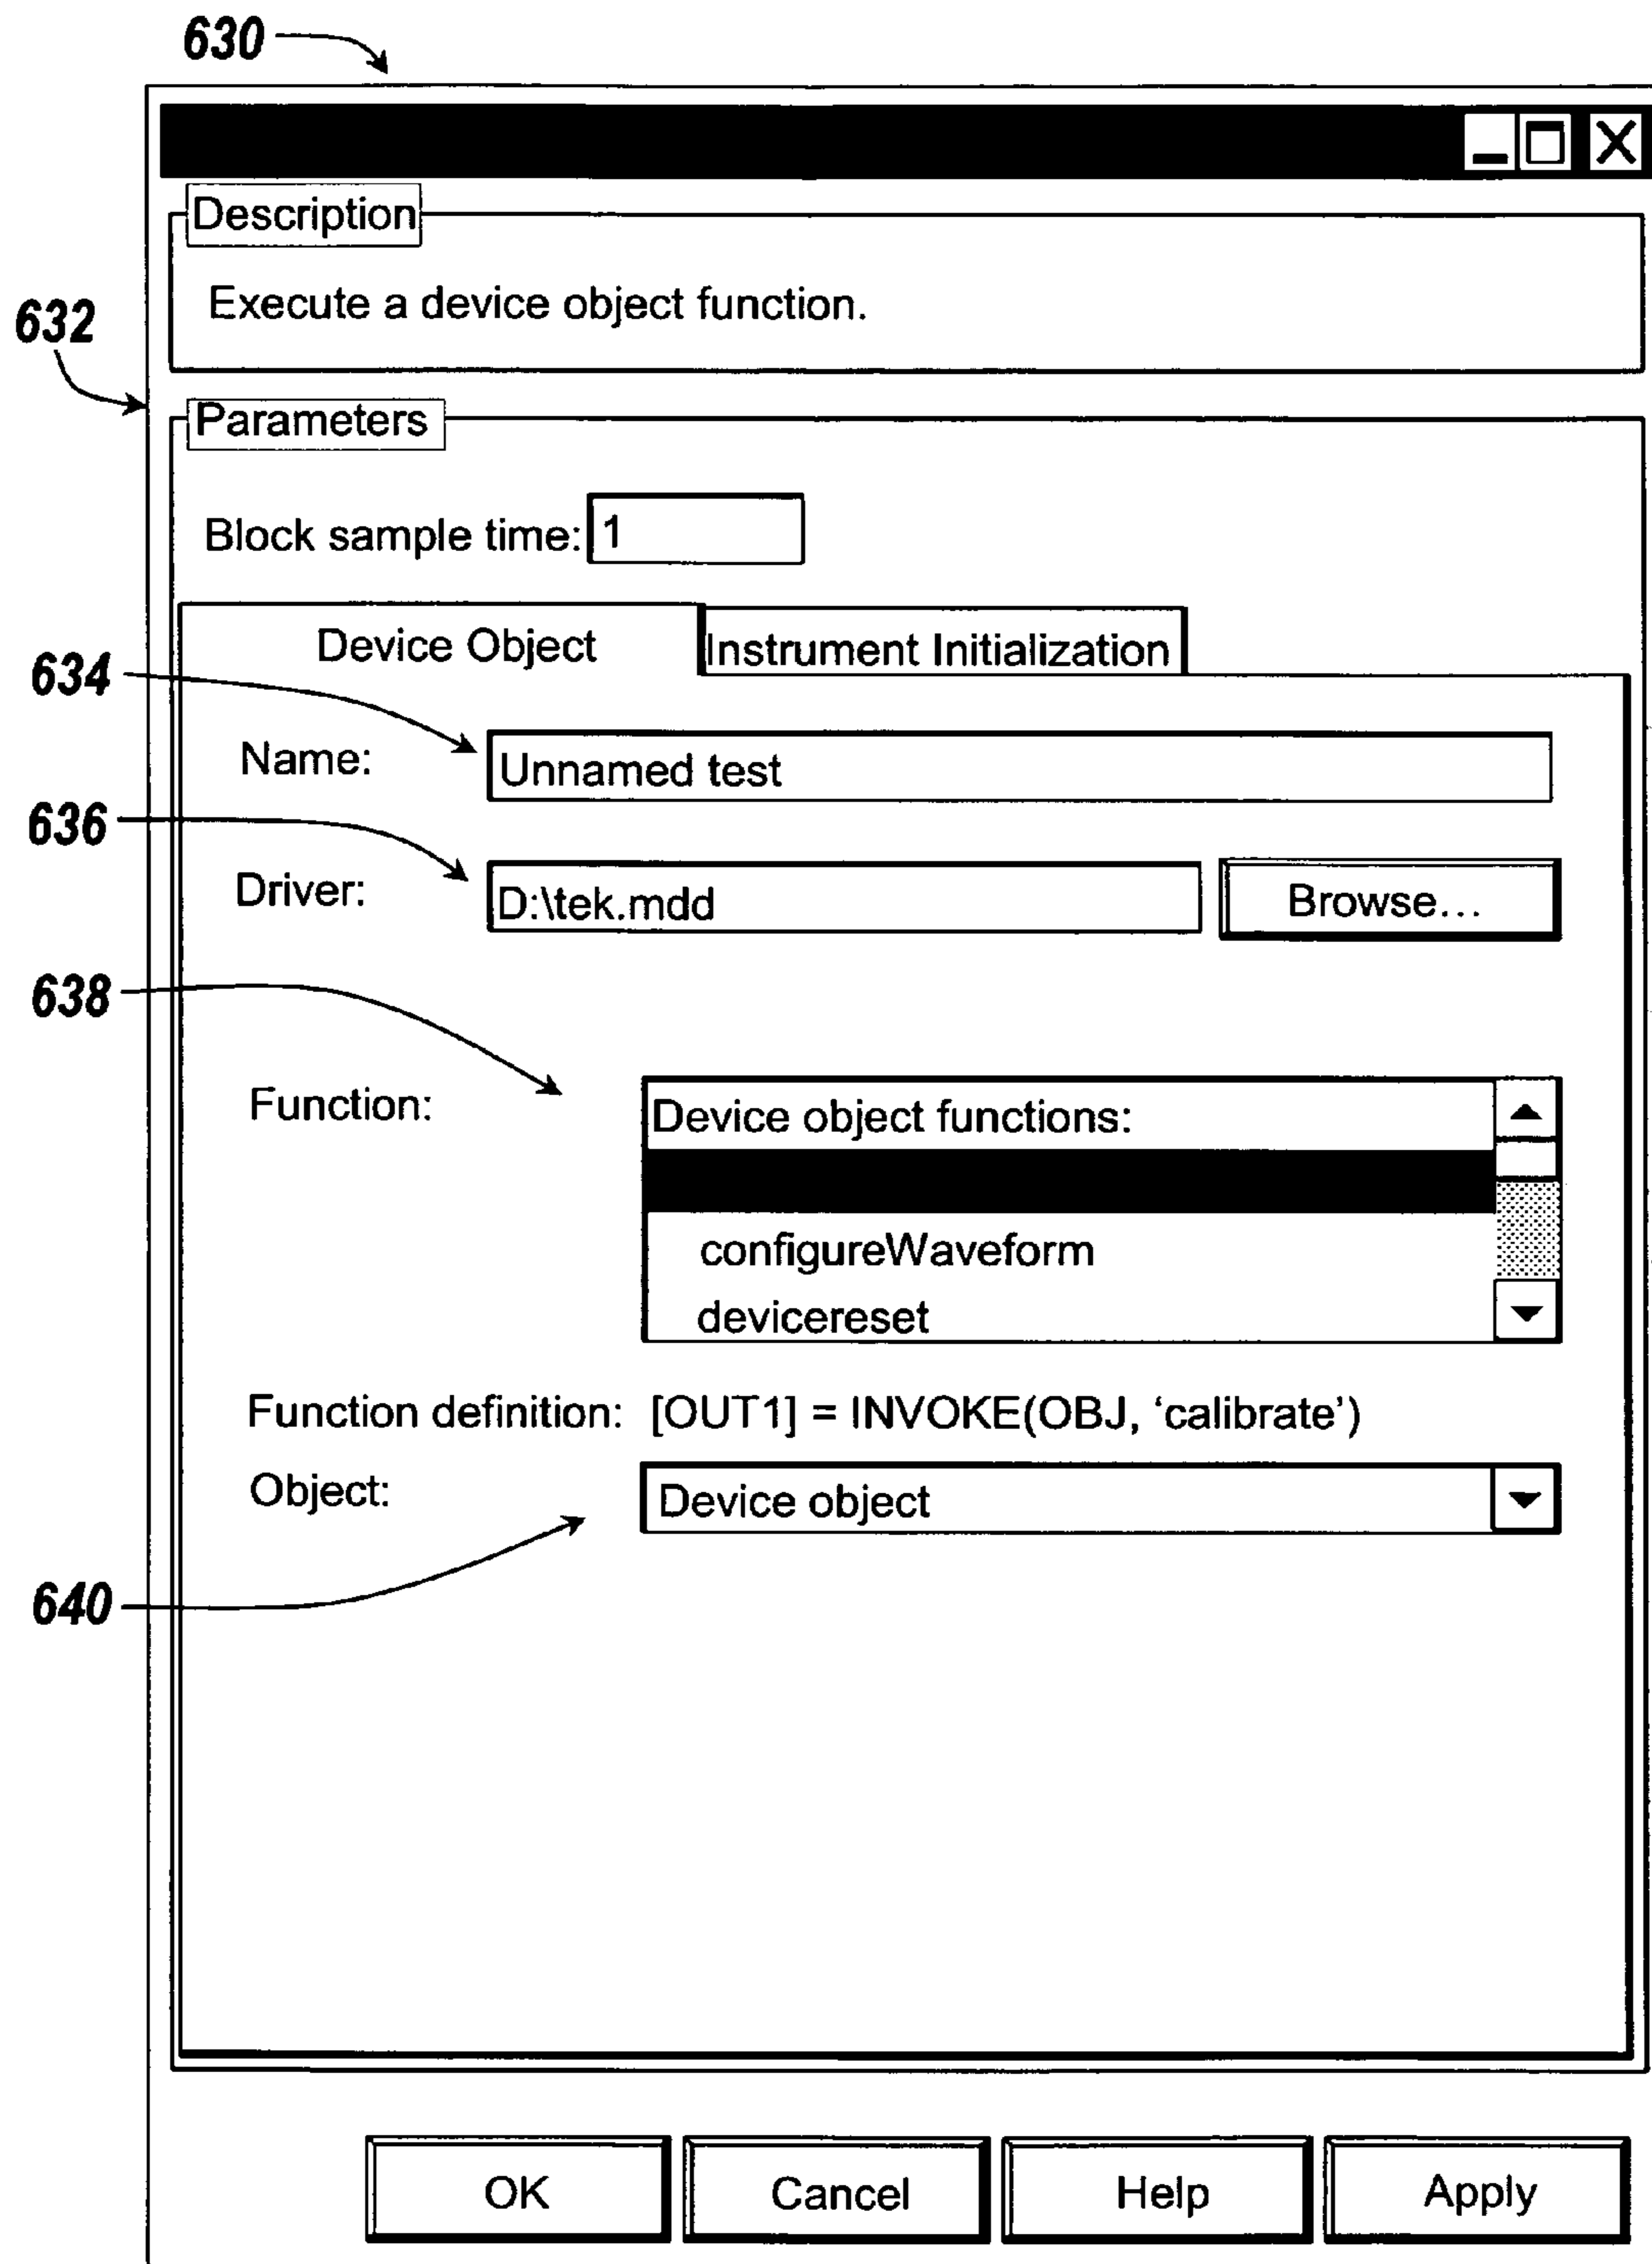 630
Description
Execute a device object function.
632
Parameters
Block sample time: 1
Device Object Instrument Initialization
634
Name: Unnamed test
636
Driver: D:\tek.mdd Browse...
638
Function: Device object functions:
configureWaveform
devicereset
Function definition: [OUT1] = INVOKE(OBJ, ‘calibrate’)
Object: Device object
640
OK Cancel Help Apply